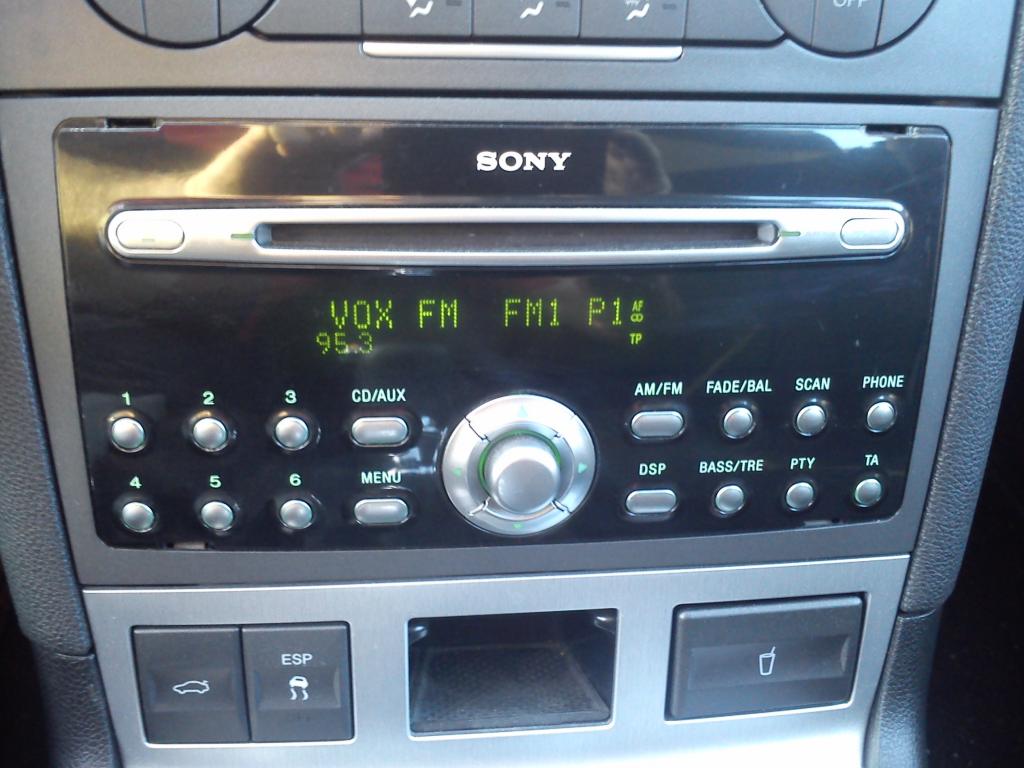 OFF
SONY
VOX FM FM1 P1 AF
95.3 TP
1 2 3 CD/AUX AM/FM FADE/BAL SCAN PHONE
4 5 6 MENU DSP BASS/TRE PTY TA
ESP